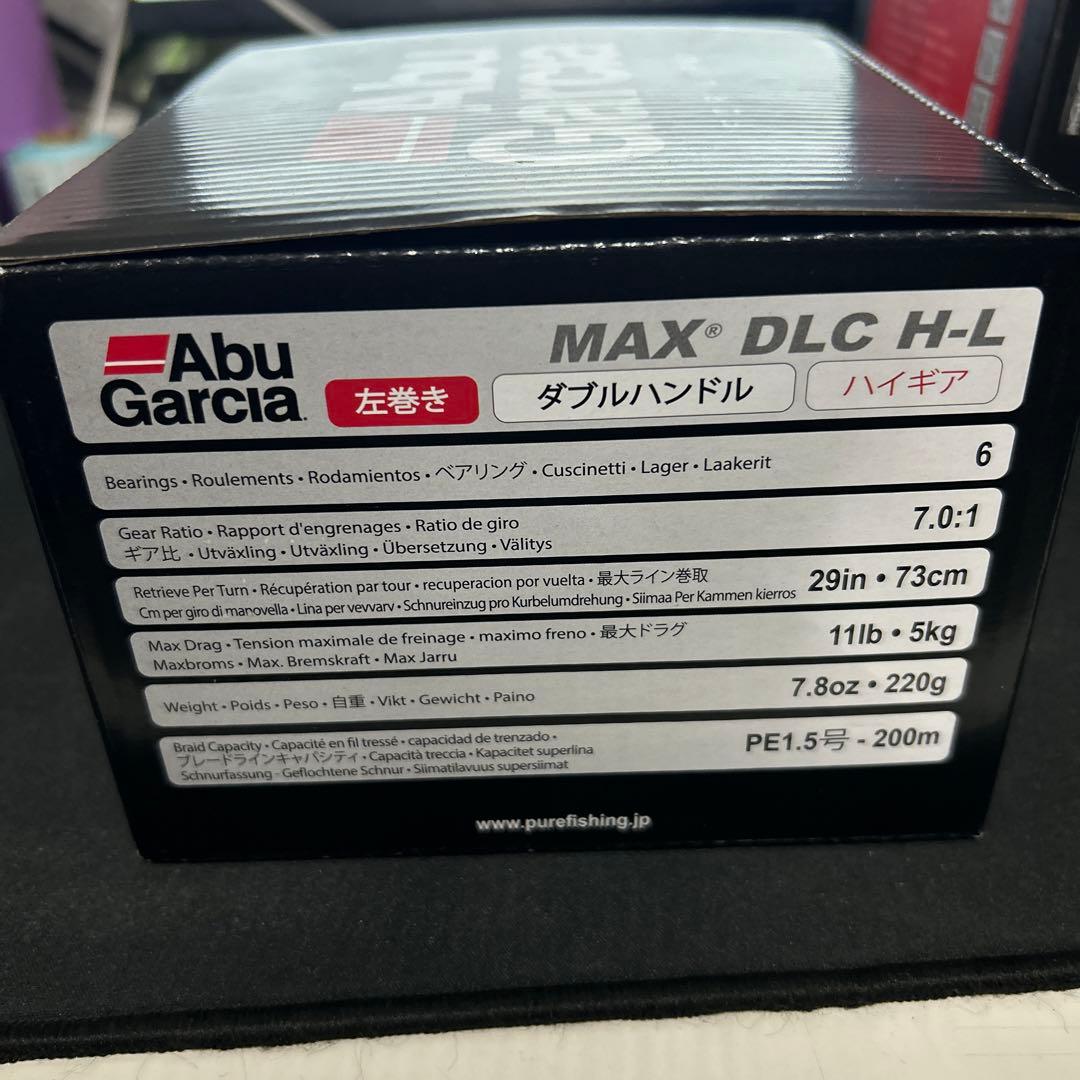 Abu
Garcia
Abu
Garcia.
MAX® DLC H-L
左巻き
ダブルハンドル
ハイギア
Bearings • Roulements • Rodamientos • ベアリング • Cuscinetti • Lager • Laakerit
6
Gear Ratio • Rapport d'engrenages • Ratio de giro
ギア比 • Utväxling • Utväxling • Übersetzung • Välitys
7.0:1
Retrieve Per Turn • Récupération par tour • recuperacion por vuelta • 最大ライン巻取
Cm per giro di manovella • Lina per vevvarv • Schnureinzug pro Kurbelumdrehung • Siimaa Per Kammen kierros
29in • 73cm
Max Drag • Tension maximale de freinage • maximo freno • 最大ドラグ
Maxbroms • Max. Bremskraft • Max Jarru
11lb • 5kg
Weight • Poids • Peso • 自重 • Vikt • Gewicht • Paino
7.8oz • 220g
Braid Capacity • Capacité en fil tressé • capacidad de trenzado •
ブレードラインキャパシティ • Capacità treccia • Kapacitet superlina
Schnurfassung - Geflochtene Schnur • Siimatilavuus supersiimat
PE1.5号 - 200m
www.purefishing.jp